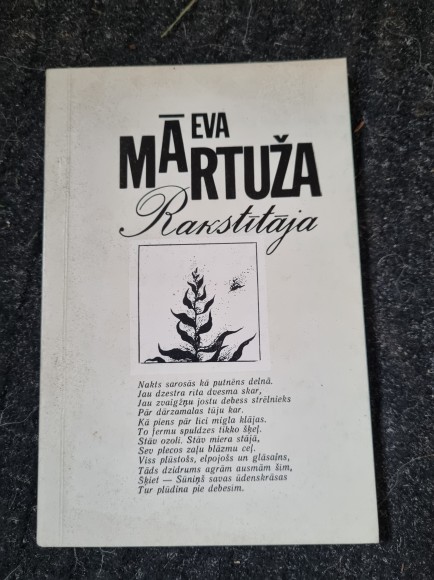 EVA
MĀRTUŽA
Rakstītāja
Nakts sarosās kā putnēns delnā.
Jau dzestra rīta dvesma skar,
Jau zvaigžņu jostu debess strēlnieks
Pār dārzamalas tūju kar.
Kā piens pār līci migla klājas.
To fermu spuldzes tikko šķeļ.
Stāv ozoli. Stāv miera stājā,
Sev plecos zaļu blāzmu ceļ.
Viss plūstošs, elpojošs un glāsains,
Tāds dzidrums agrām ausmām šim,
Šķiet — Sūniņš savas ūdenskrāsas
Tur plūdina pie debesīm.